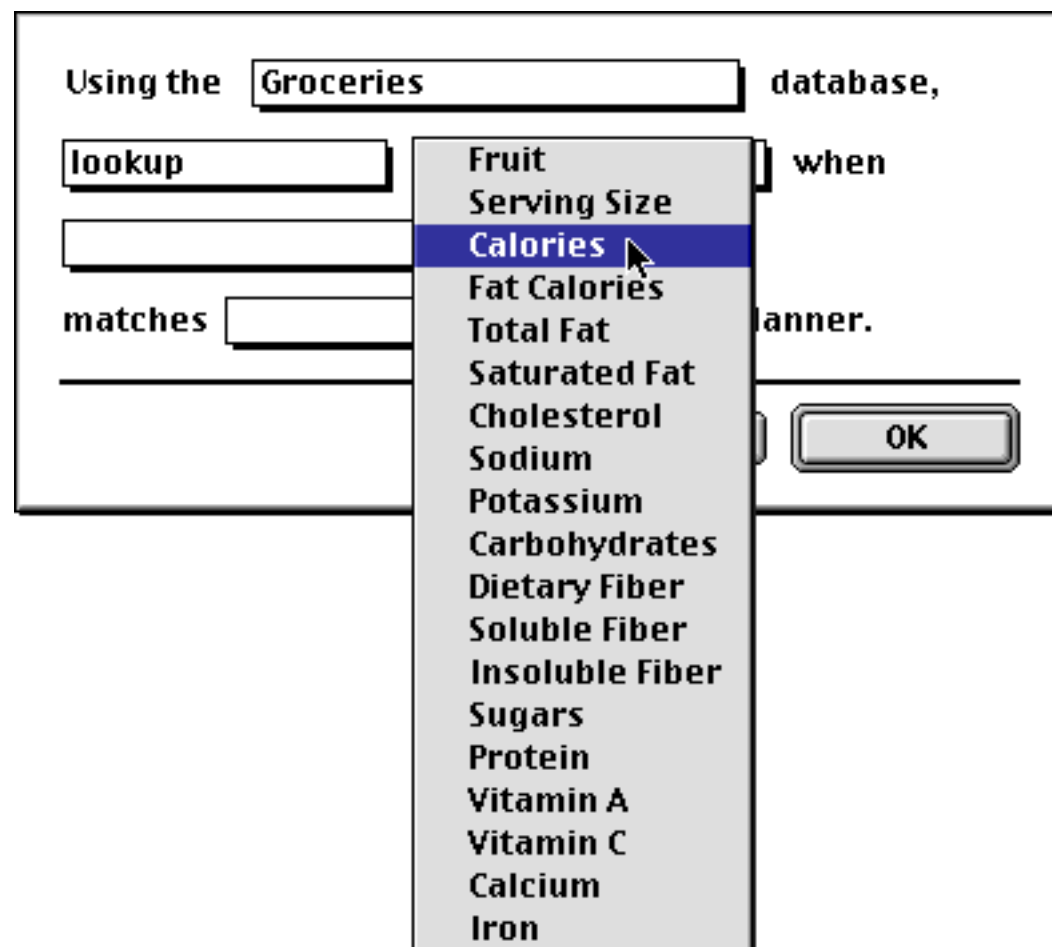 Using the Groceries database,
lookup when
matches lanner.
OK
Fruit
Serving Size
Calories
Fat Calories
Total Fat
Saturated Fat
Cholesterol
Sodium
Potassium
Carbohydrates
Dietary Fiber
Soluble Fiber
Insoluble Fiber
Sugars
Protein
Vitamin A
Vitamin C
Calcium
Iron